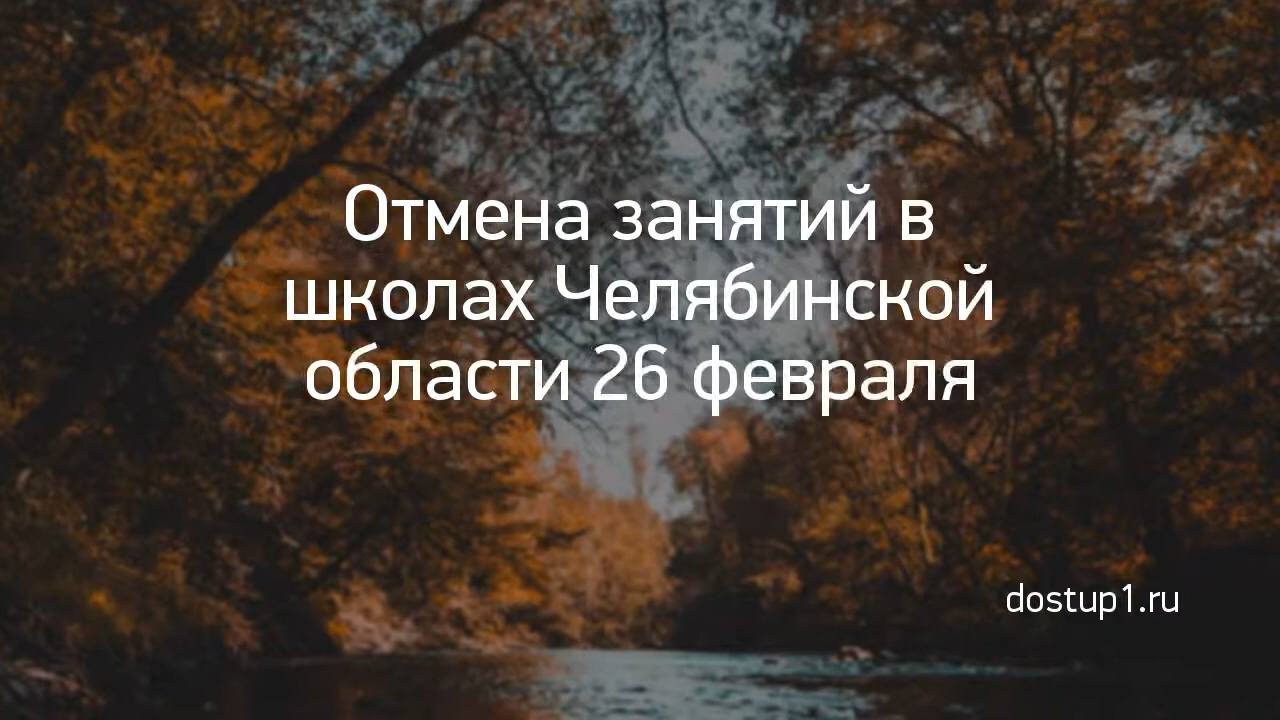 Отмена занятий в
школах Челябинской
области 26 февраля
dostup1.ru